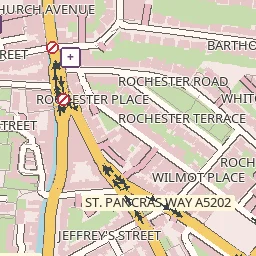 HURCH AVENUE
BARTHO
STREET
ROCHESTER ROAD
ROCHESTER PLACE
WHITC
ROCHESTER TERRACE
STREET
ROCH
WILMOT PLACE
ST. PANCRAS WAY A5202
JEFFREY'S STREET